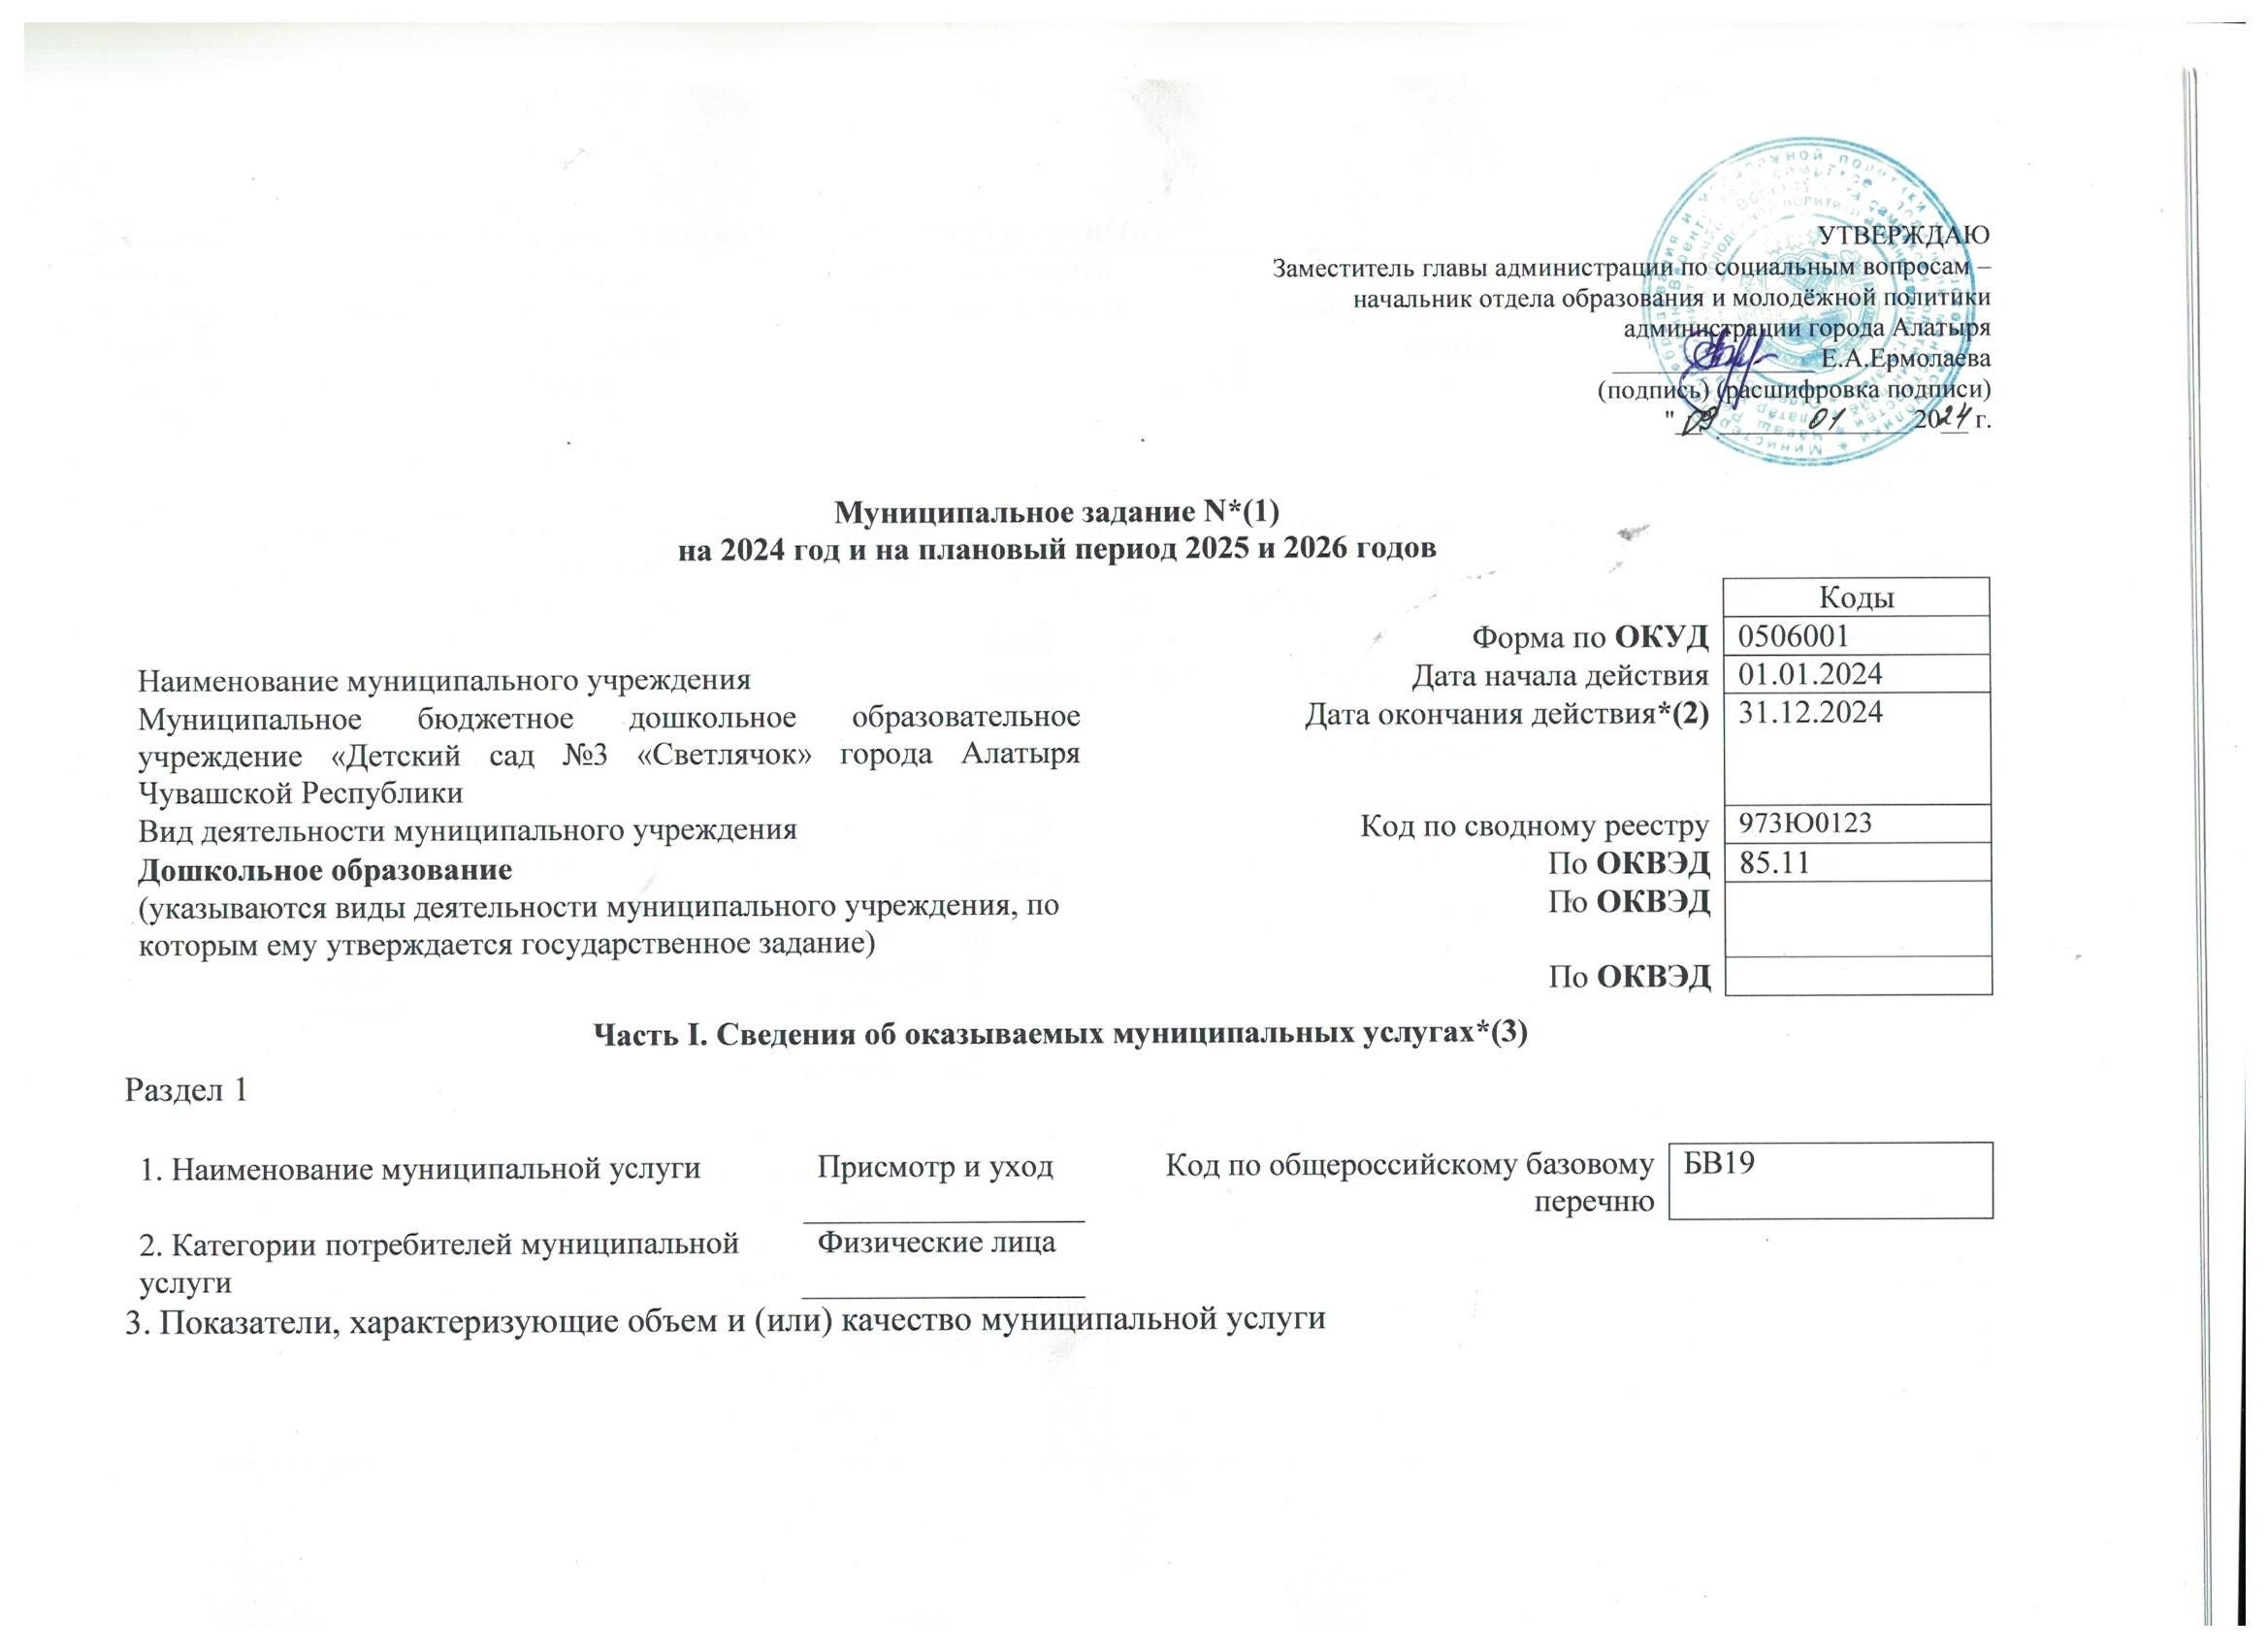 УТВЕРЖДАЮ
Заместитель главы администрации по социальным вопросам –
начальник отдела образования и молодёжной политики
администрации города Алатыря
Е.А.Ермолаева
(подпись) (расшифровка подписи)
"09 01 2024 г.
Муниципальное задание N*(1)
на 2024 год и на плановый период 2025 и 2026 годов
Коды
Форма по ОКУД 0506001
Наименование муниципального учреждения Дата начала действия 01.01.2024
Муниципальное бюджетное дошкольное образовательное Дата окончания действия*(2) 31.12.2024
учреждение «Детский сад №3 «Светлячок» города Алатыря
Чувашской Республики
Вид деятельности муниципального учреждения Код по сводному реестру 973Ю0123
Дошкольное образование По ОКВЭД 85.11
(указываются виды деятельности муниципального учреждения, по По ОКВЭД
которым ему утверждается государственное задание)
По ОКВЭД
Часть I. Сведения об оказываемых муниципальных услугах*(3)
Раздел 1
1. Наименование муниципальной услуги Присмотр и уход Код по общероссийскому базовому БВ19
перечню
2. Категории потребителей муниципальной Физические лица
услуги
3. Показатели, характеризующие объем и (или) качество муниципальной услуги